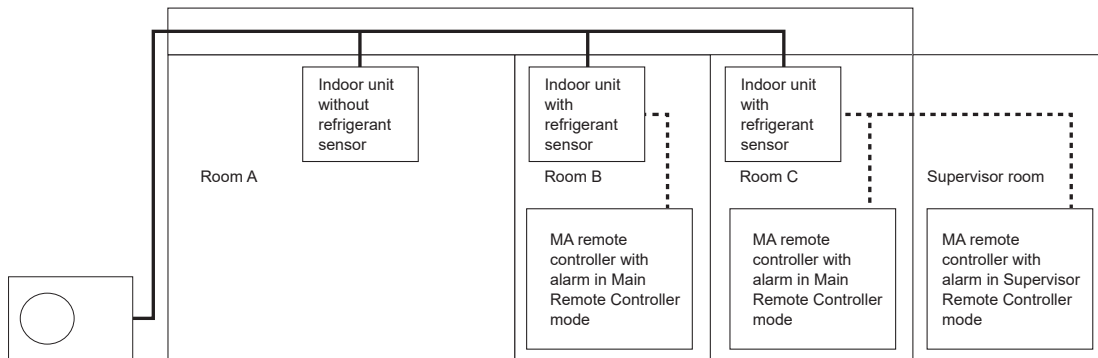 Indoor unit
without
refrigerant
sensor
Indoor unit
with
refrigerant
sensor
Indoor unit
with
refrigerant
sensor
Room A
Room B
Room C
Supervisor room
MA remote
controller with
alarm in Main
Remote Controller
mode
MA remote
controller with
alarm in Main
Remote Controller
mode
MA remote
controller with
alarm in Supervisor
Remote Controller
mode